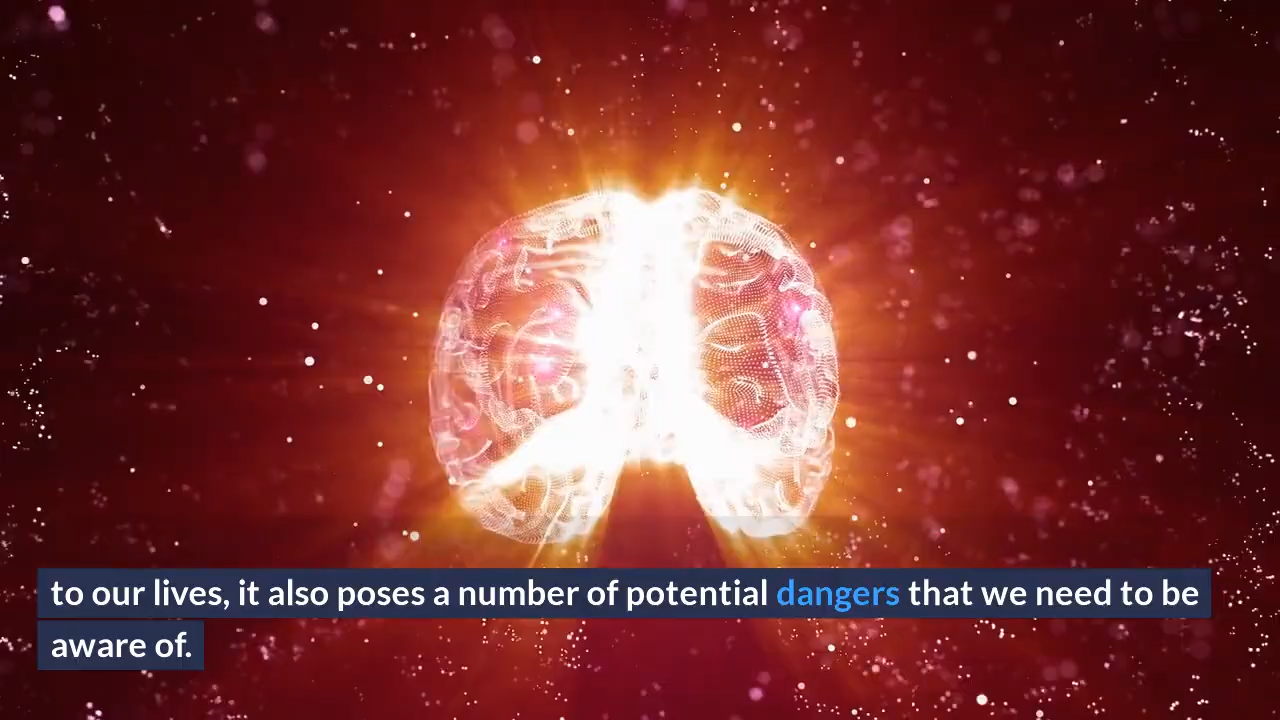 to our lives, it also poses a number of potential dangers that we need to be
aware of.